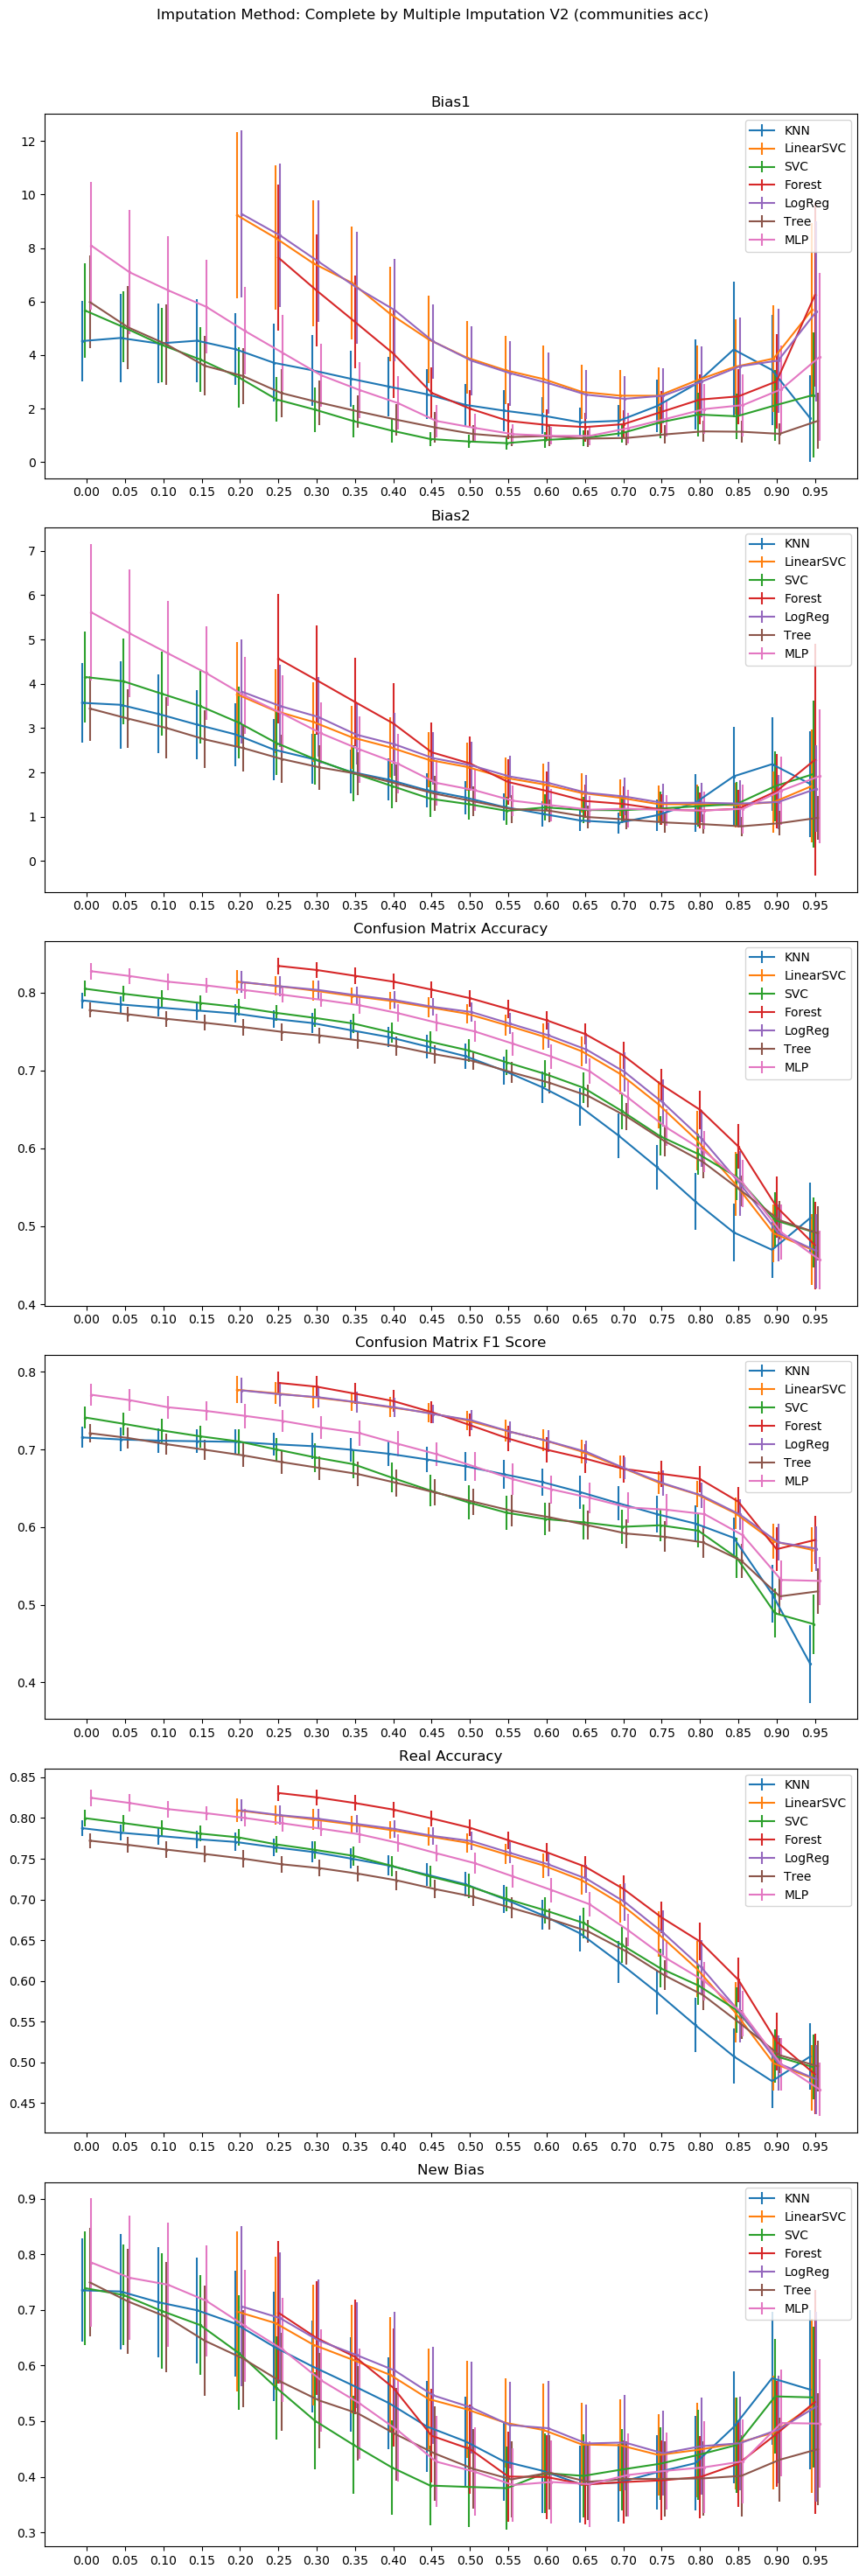 Imputation Method: Complete by Multiple Imputation V2 (communities acc)
Bias1
12
10
8
6
4
2
0
KNN
LinearSVC
SVC
Forest
LogReg
Tree
MLP
0.00 0.05 0.10 0.15 0.20 0.25 0.30 0.35 0.40 0.45 0.50 0.55 0.60 0.65 0.70 0.75 0.80 0.85 0.90 0.95
Bias2
7
6
5
4
3
2
1
0
KNN
LinearSVC
SVC
Forest
LogReg
Tree
MLP
0.00 0.05 0.10 0.15 0.20 0.25 0.30 0.35 0.40 0.45 0.50 0.55 0.60 0.65 0.70 0.75 0.80 0.85 0.90 0.95
Confusion Matrix Accuracy
0.8
0.7
0.6
0.5
0.4
KNN
LinearSVC
SVC
Forest
LogReg
Tree
MLP
0.00 0.05 0.10 0.15 0.20 0.25 0.30 0.35 0.40 0.45 0.50 0.55 0.60 0.65 0.70 0.75 0.80 0.85 0.90 0.95
Confusion Matrix F1 Score
0.8
0.7
0.6
0.5
0.4
KNN
LinearSVC
SVC
Forest
LogReg
Tree
MLP
0.00 0.05 0.10 0.15 0.20 0.25 0.30 0.35 0.40 0.45 0.50 0.55 0.60 0.65 0.70 0.75 0.80 0.85 0.90 0.95
Real Accuracy
0.85
0.80
0.75
0.70
0.65
0.60
0.55
0.50
0.45
KNN
LinearSVC
SVC
Forest
LogReg
Tree
MLP
0.00 0.05 0.10 0.15 0.20 0.25 0.30 0.35 0.40 0.45 0.50 0.55 0.60 0.65 0.70 0.75 0.80 0.85 0.90 0.95
New Bias
0.9
0.8
0.7
0.6
0.5
0.4
0.3
KNN
LinearSVC
SVC
Forest
LogReg
Tree
MLP
0.00 0.05 0.10 0.15 0.20 0.25 0.30 0.35 0.40 0.45 0.50 0.55 0.60 0.65 0.70 0.75 0.80 0.85 0.90 0.95